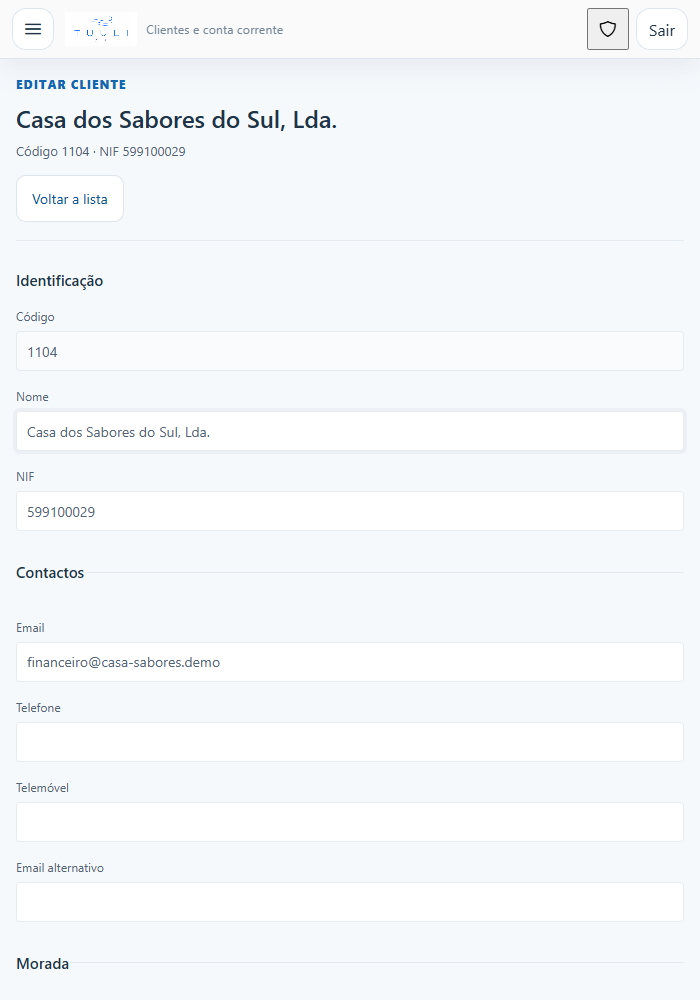 TUULI
Clientes e conta corrente
Sair
EDITAR CLIENTE
Casa dos Sabores do Sul, Lda.
Código 1104 · NIF 599100029
Voltar a lista
Identificação
Código
1104
Nome
Casa dos Sabores do Sul, Lda.
NIF
599100029
Contactos
Email
financeiro@casa-sabores.demo
Telefone
Telemóvel
Email alternativo
Morada